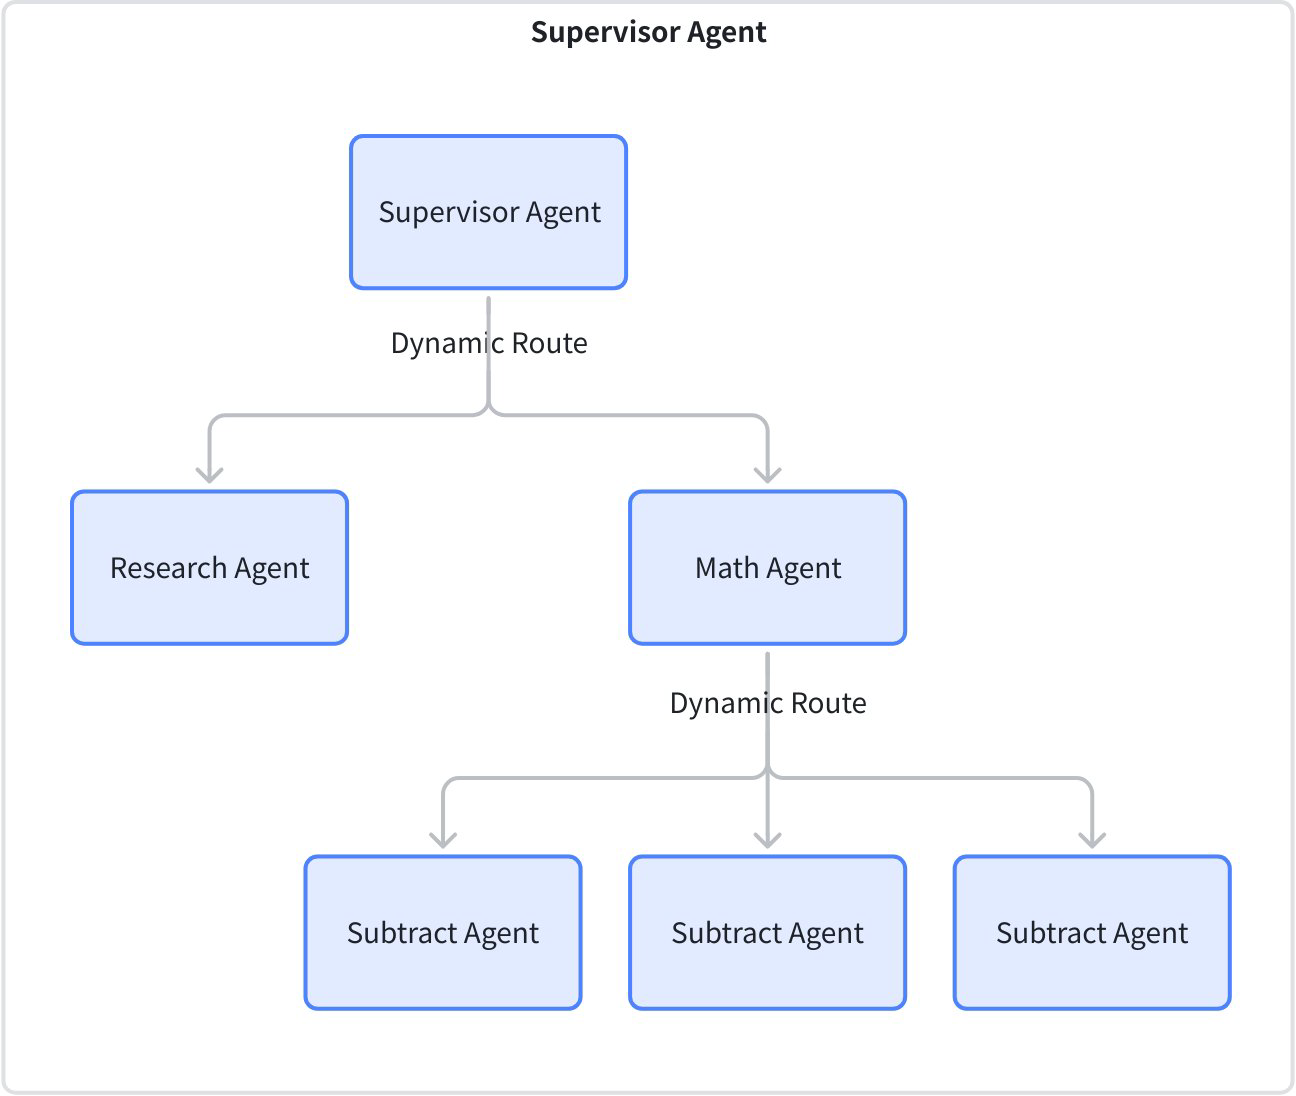 Supervisor Agent
Supervisor Agent
Dynamic Route
Research Agent
Math Agent
Dynamic Route
Subtract Agent
Subtract Agent
Subtract Agent